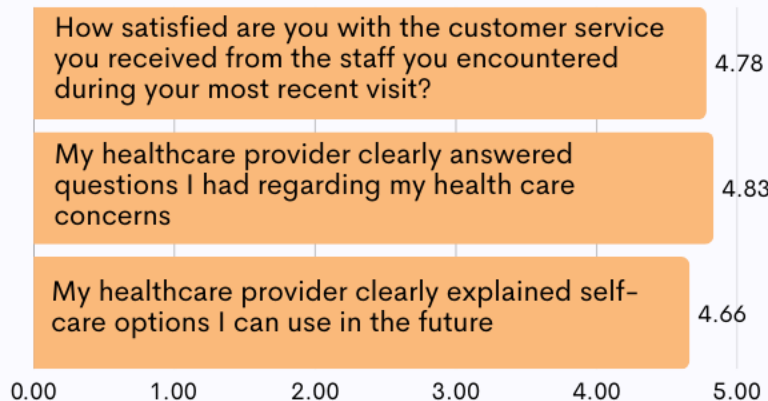 How satisfied are you with the customer service
you received from the staff you encountered
during your most recent visit?
4.78
My healthcare provider clearly answered
questions I had regarding my health care
concerns
4.83
My healthcare provider clearly explained self-
care options I can use in the future
4.66
0.00 1.00 2.00 3.00 4.00 5.00